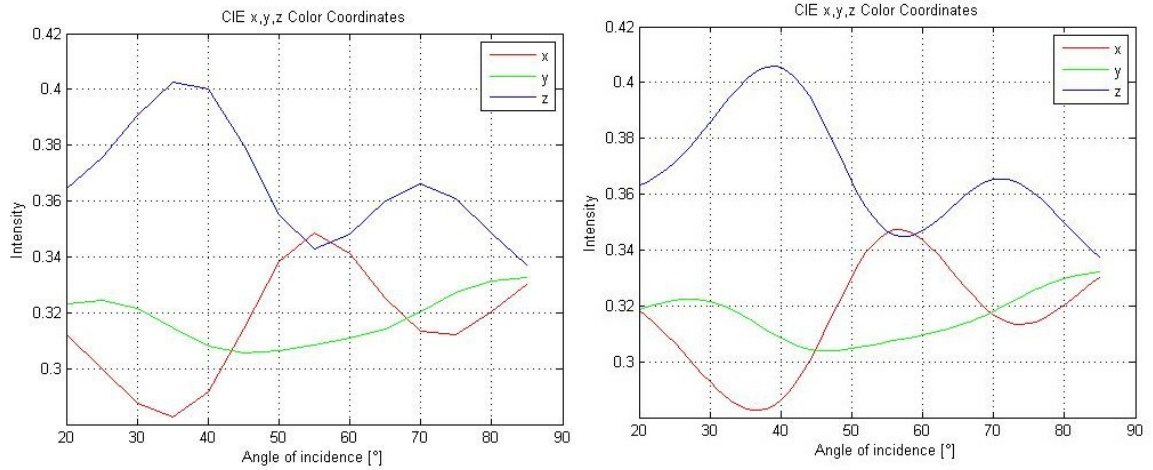 CIE x,y,z Color Coordinates
0.42
0.4
0.38
0.36
0.34
0.32
0.3
Intensity
x
y
z
20 30 40 50 60 70 80 90
Angle of incidence [°]
CIE x,y,z Color Coordinates
0.42
0.4
0.38
0.36
0.34
0.32
0.3
0.28
Intensity
x
y
z
20 30 40 50 60 70 80 90
Angle of incidence [°]